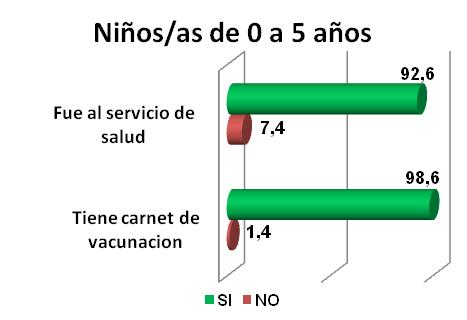 Niños/as de 0 a 5 años
92,6
Fue al servicio de
salud
7,4
98,6
Tiene carnet de
vacunacion
1,4
SI NO